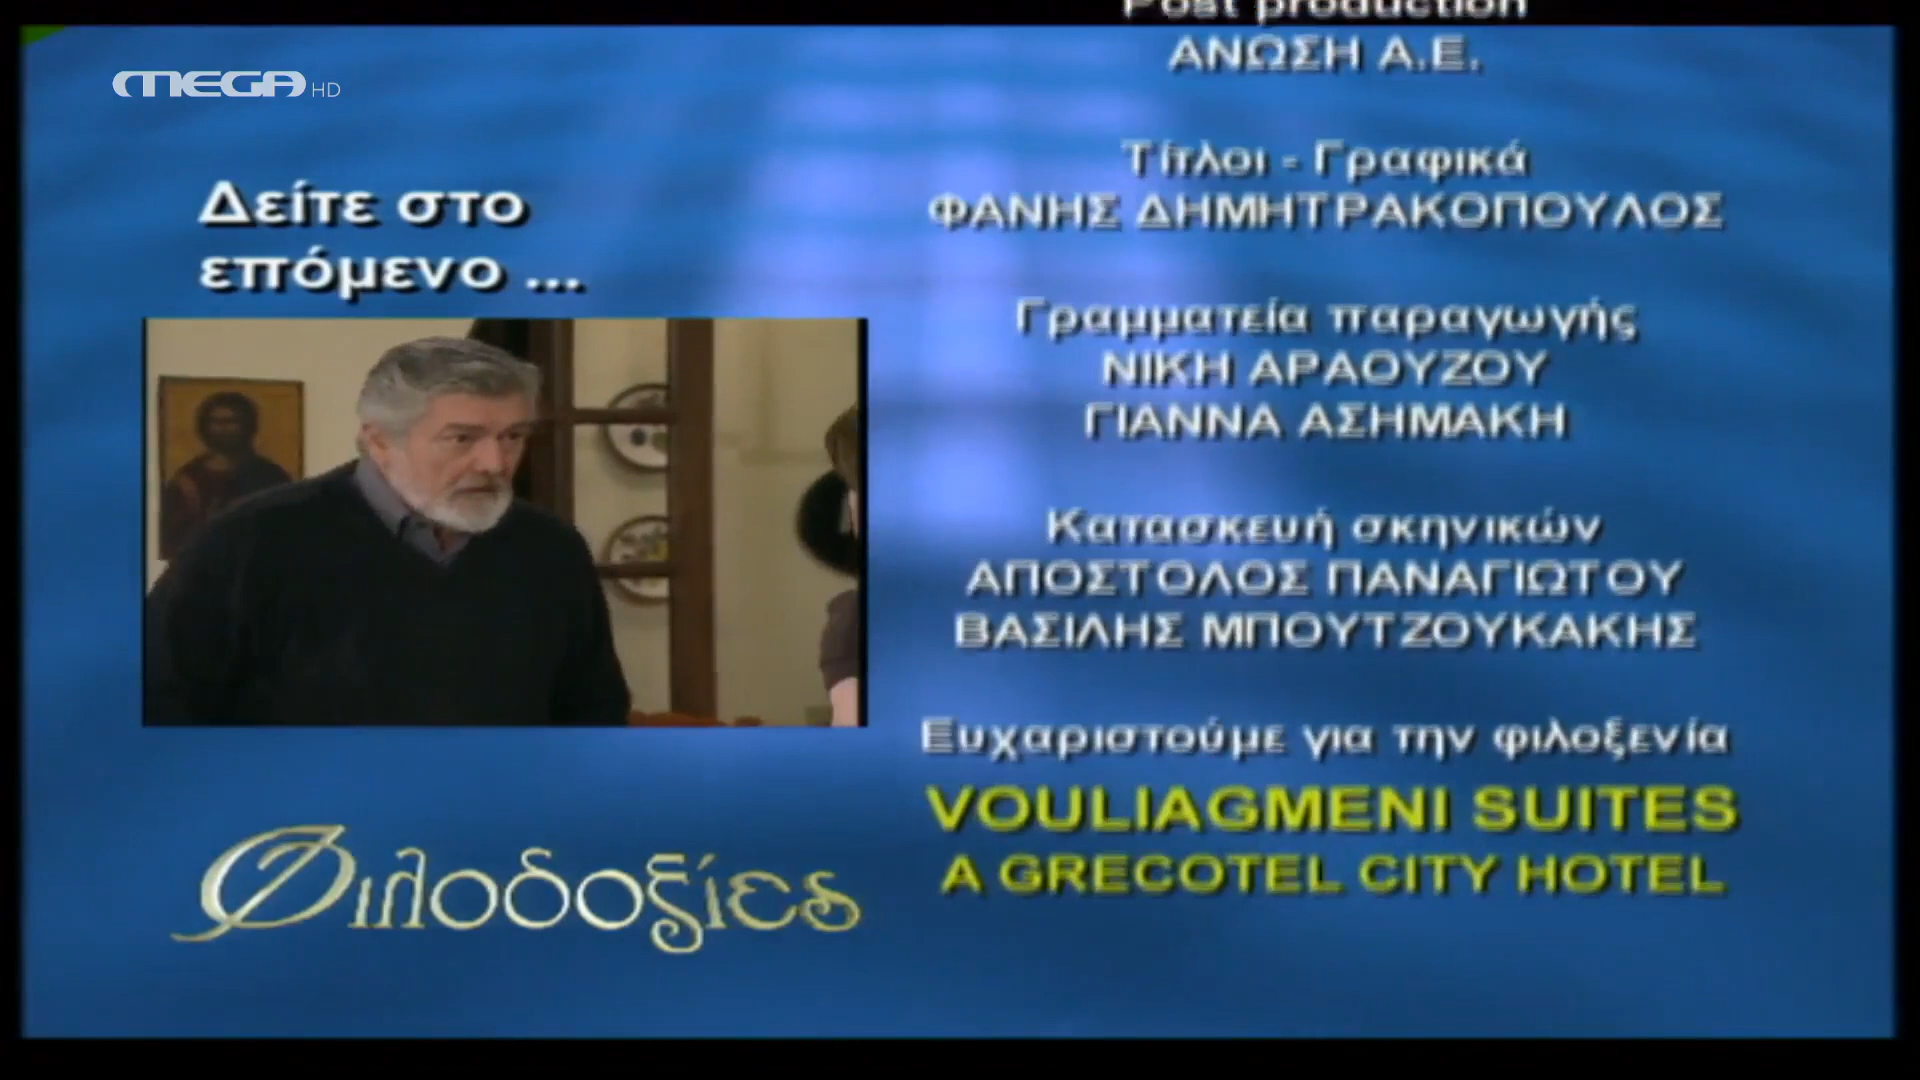 MEGA HD
Δείτε στο
επόμενο ...
Φιλοδοξίες
Post production
ΑΝΩΣΗ Α.Ε.
Τίτλοι - Γραφικά
ΦΑΝΗΣ ΔΗΜΗΤΡΑΚΟΠΟΥΛΟΣ
Γραμματεία παραγωγής
ΝΙΚΗ ΑΡΑΟΥΖΟΥ
ΓΙΑΝΝΑ ΑΣΗΜΑΚΗ
Κατασκευή σκηνικών
ΑΠΟΣΤΟΛΟΣ ΠΑΝΑΓΙΩΤΟΥ
ΒΑΣΙΛΗΣ ΜΠΟΥΤΖΟΥΚΑΚΗΣ
Ευχαριστούμε για την φιλοξενία
VOULIAGMENI SUITES
A GRECOTEL CITY HOTEL